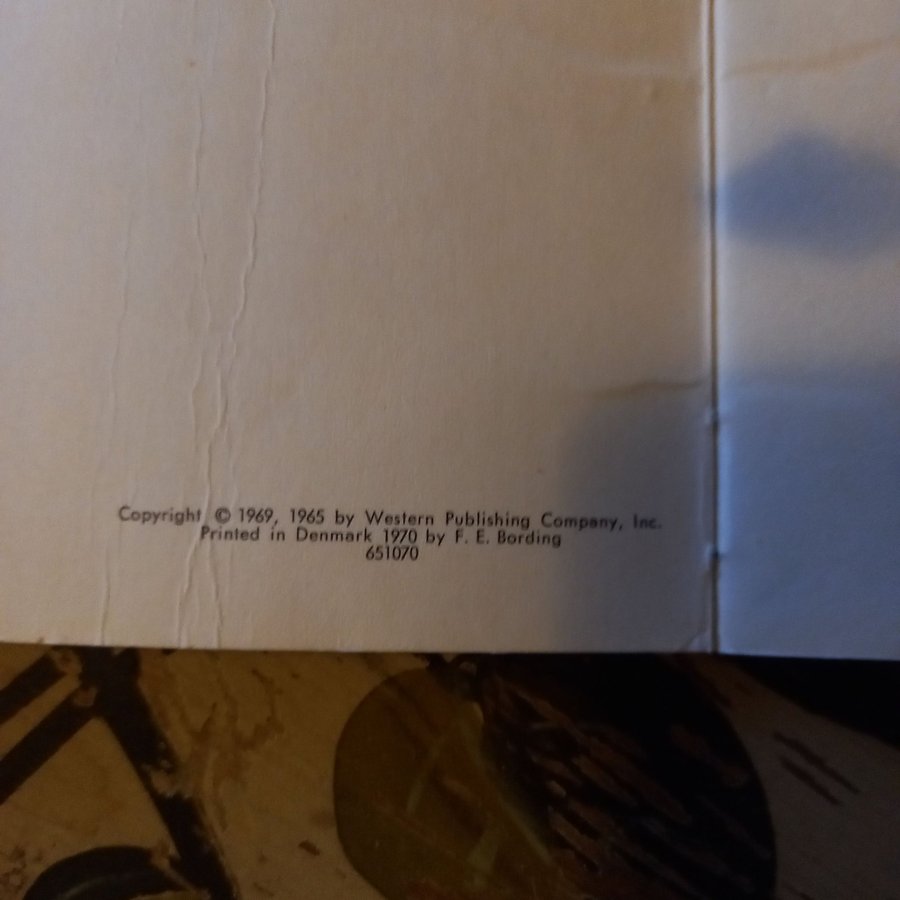 Copyright © 1969, 1965 by Western Publishing Company, Inc.
Printed in Denmark 1970 by F. E. Bording
651070